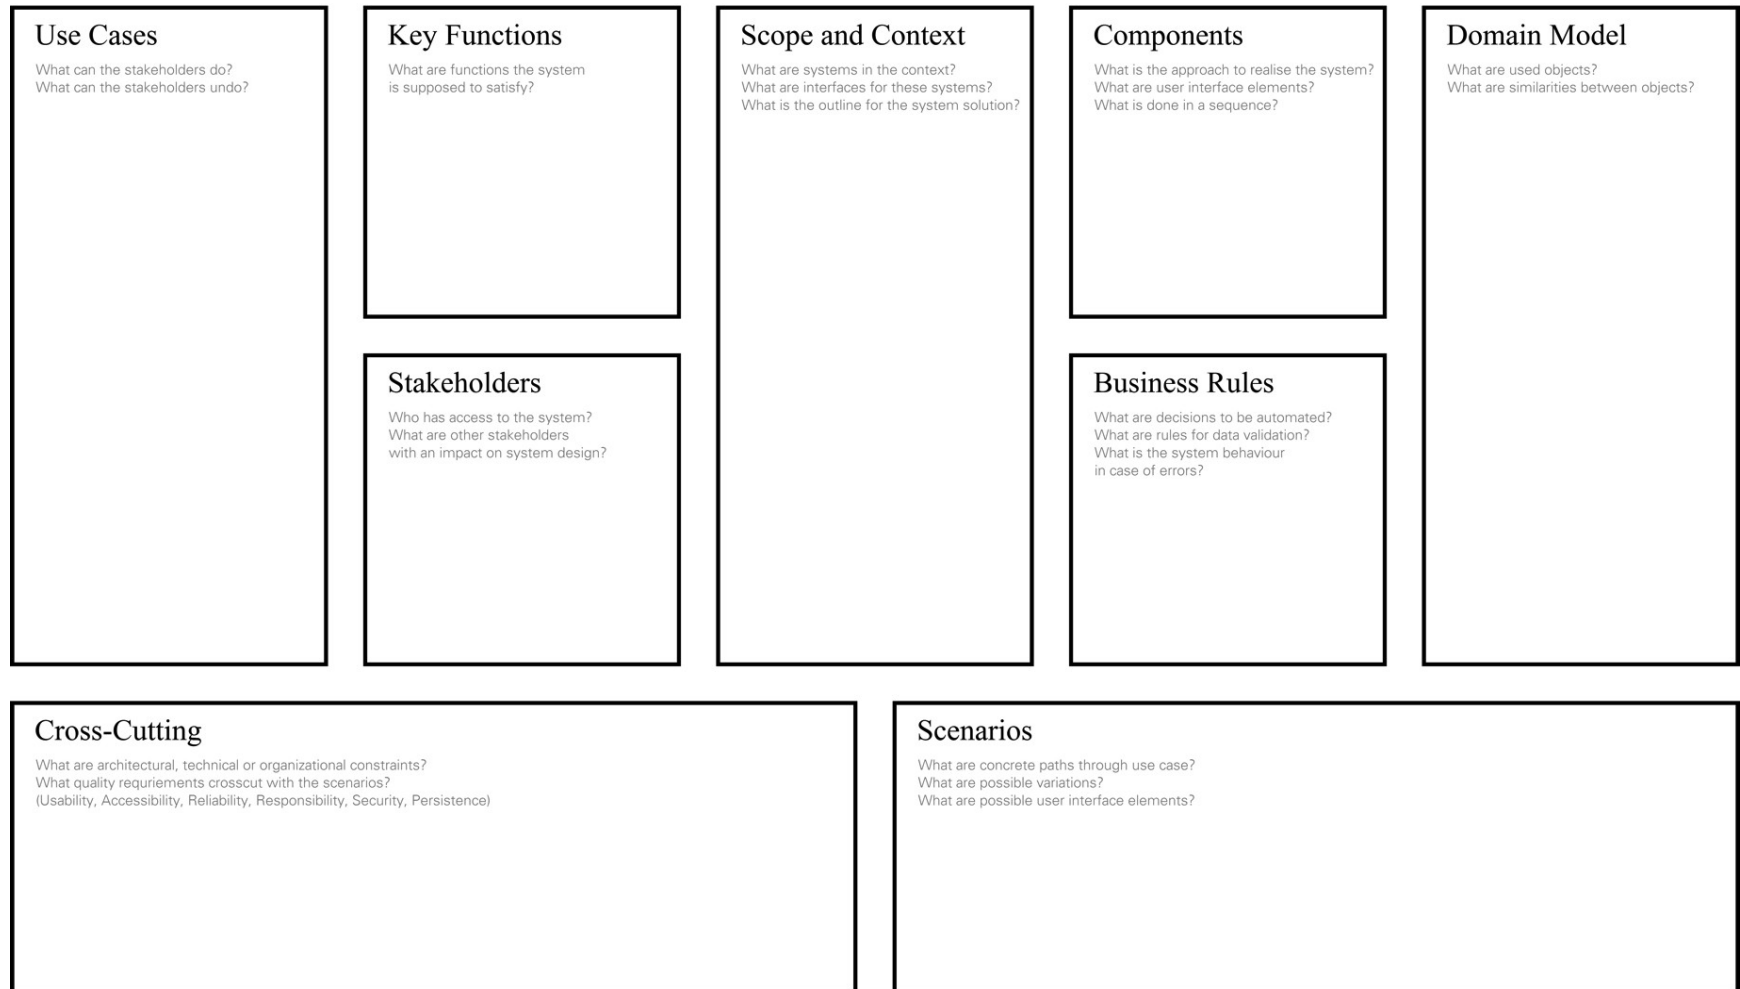 Use Cases
What can the stakeholders do?
What can the stakeholders undo?
Key Functions
What are functions the system
is supposed to satisfy?
Stakeholders
Who has access to the system?
What are other stakeholders
with an impact on system design?
Scope and Context
What are systems in the context?
What are interfaces for these systems?
What is the outline for the system solution?
Components
What is the approach to realise the system?
What are user interface elements?
What is done in a sequence?
Business Rules
What are decisions to be automated?
What are rules for data validation?
What is the system behaviour
in case of errors?
Domain Model
What are used objects?
What are similarities between objects?
Cross-Cutting
What are architectural, technical or organizational constraints?
What quality requriements crosscut with the scenarios?
(Usability, Accessibility, Reliability, Responsibility, Security, Persistence)
Scenarios
What are concrete paths through use case?
What are possible variations?
What are possible user interface elements?